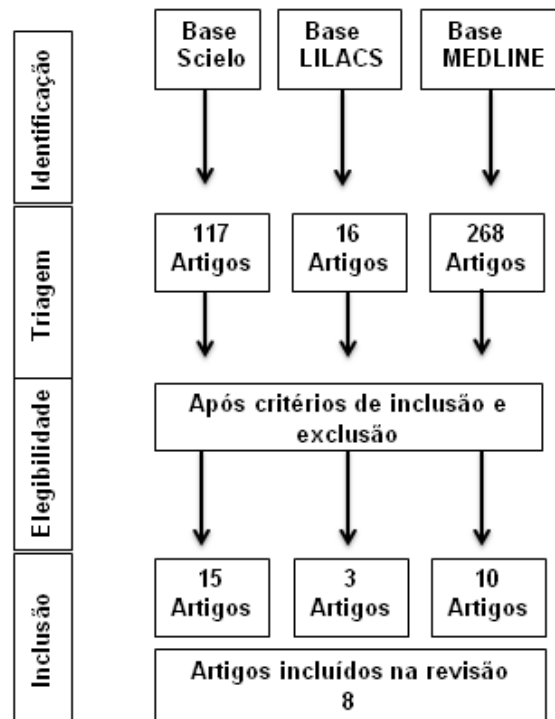 Identificação
Base
Scielo
Base
LILACS
Base
MEDLINE
Triagem
117
Artigos
16
Artigos
268
Artigos
Elegibilidade
Após critérios de inclusão e
exclusão
Inclusão
15
Artigos
3
Artigos
10
Artigos
Artigos incluídos na revisão
8